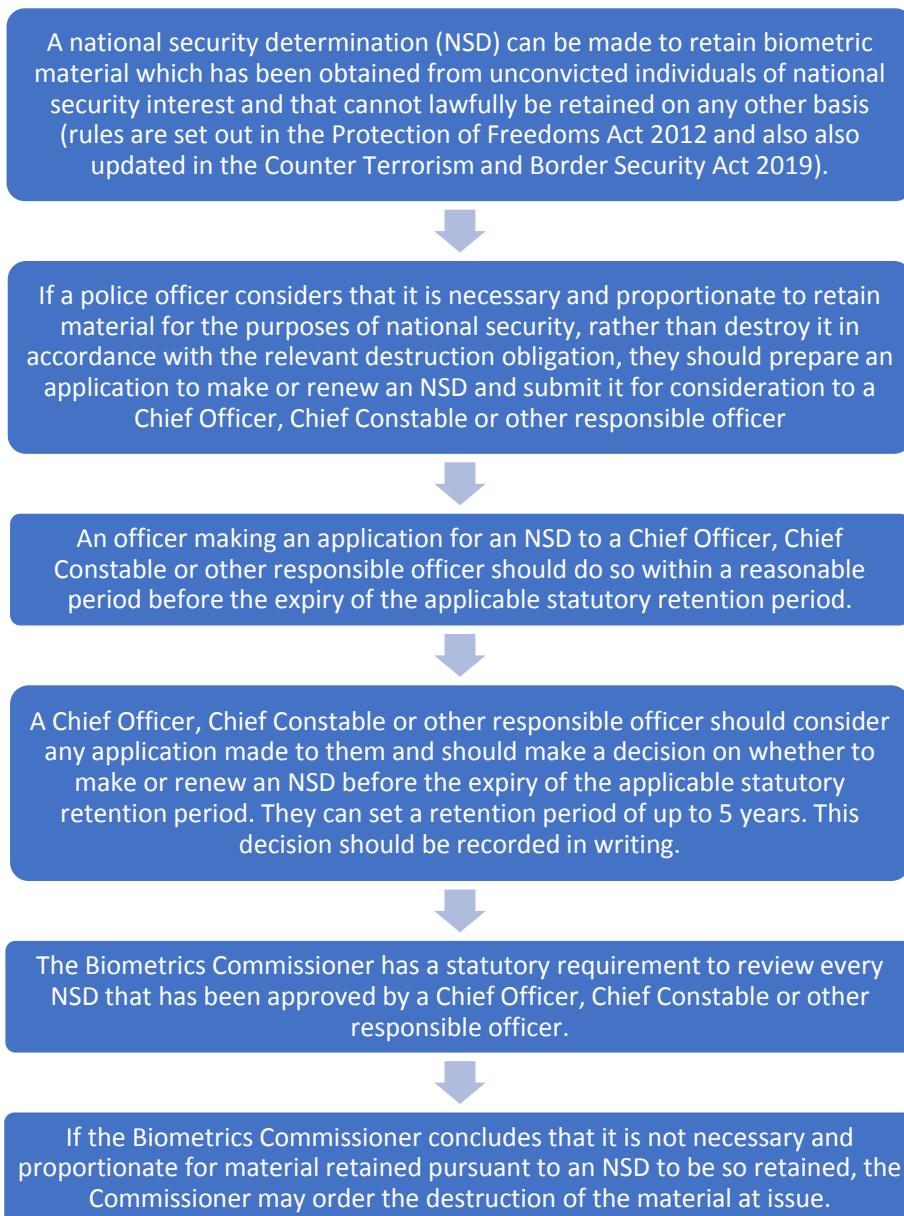 A national security determination (NSD) can be made to retain biometric
material which has been obtained from unconvicted individuals of national
security interest and that cannot lawfully be retained on any other basis
(rules are set out in the Protection of Freedoms Act 2012 and also also
updated in the Counter Terrorism and Border Security Act 2019).
If a police officer considers that it is necessary and proportionate to retain
material for the purposes of national security, rather than destroy it in
accordance with the relevant destruction obligation, they should prepare an
application to make or renew an NSD and submit it for consideration to a
Chief Officer, Chief Constable or other responsible officer
An officer making an application for an NSD to a Chief Officer, Chief
Constable or other responsible officer should do so within a reasonable
period before the expiry of the applicable statutory retention period.
A Chief Officer, Chief Constable or other responsible officer should consider
any application made to them and should make a decision on whether to
make or renew an NSD before the expiry of the applicable statutory
retention period. They can set a retention period of up to 5 years. This
decision should be recorded in writing.
The Biometrics Commissioner has a statutory requirement to review every
NSD that has been approved by a Chief Officer, Chief Constable or other
responsible officer.
If the Biometrics Commissioner concludes that it is not necessary and
proportionate for material retained pursuant to an NSD to be so retained, the
Commissioner may order the destruction of the material at issue.